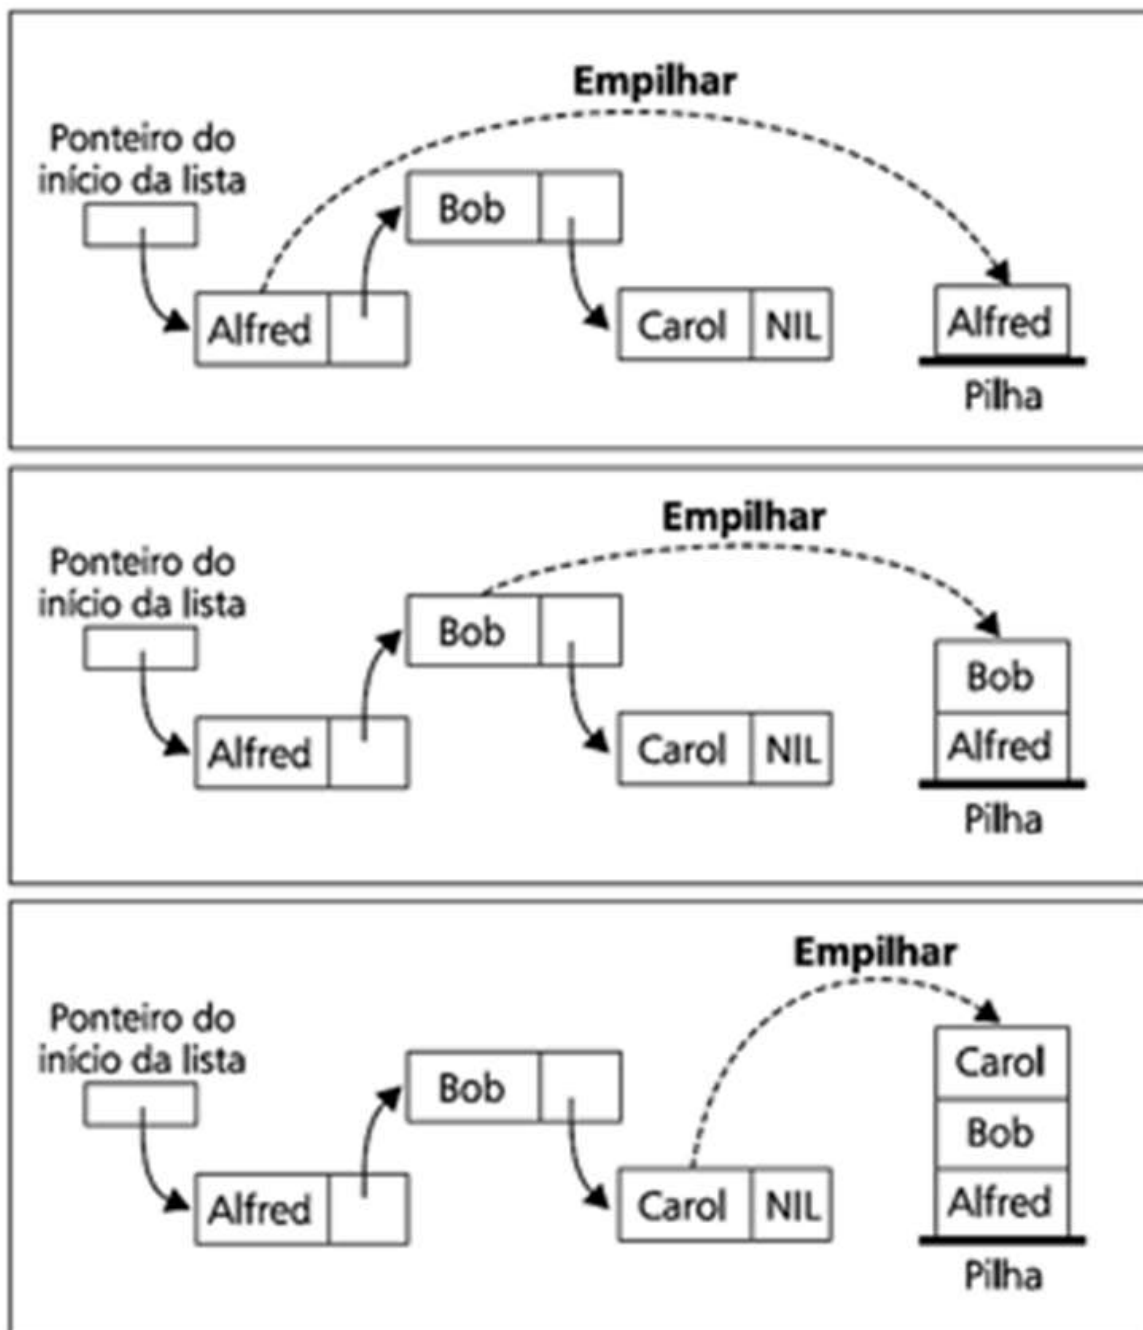 Empilhar
Ponteiro do
início da lista
Bob
Alfred
Carol NIL
Alfred
Pilha
Empilhar
Ponteiro do
início da lista
Bob
Alfred
Carol NIL
Bob
Alfred
Pilha
Empilhar
Ponteiro do
início da lista
Bob
Alfred
Carol NIL
Carol
Bob
Alfred
Pilha